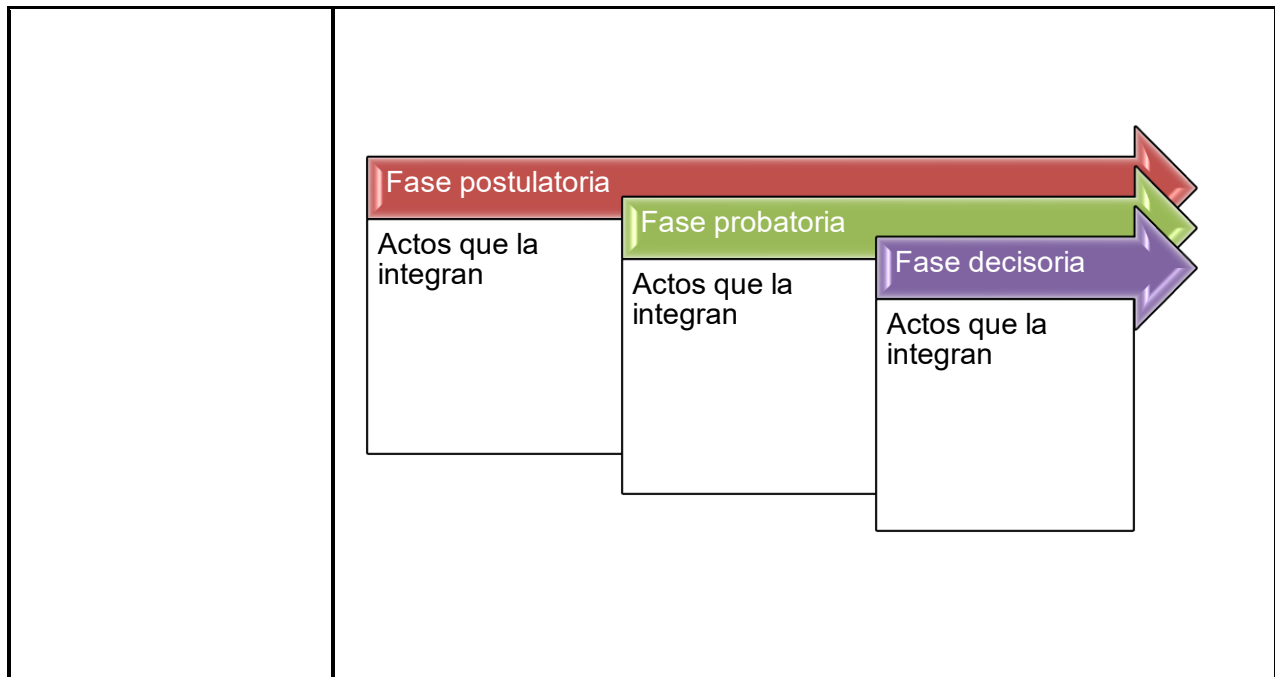 Fase postulatoria
Actos que la
integran
Fase probatoria
Actos que la
integran
Fase decisoria
Actos que la
integran